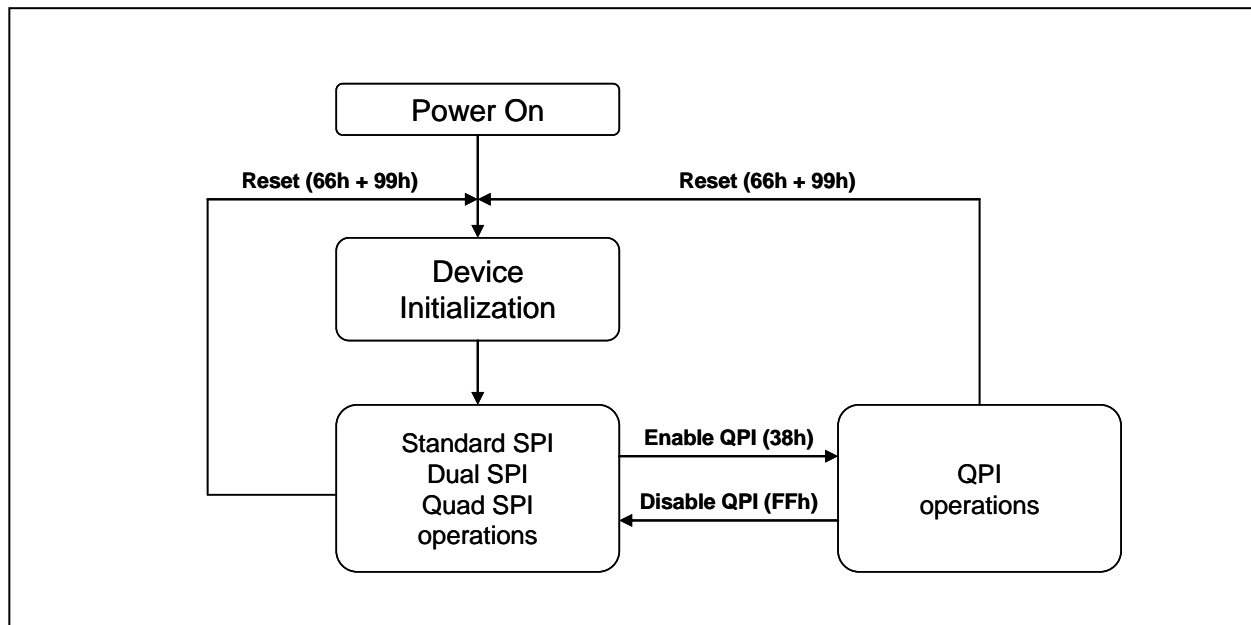 Power On
Reset (66h + 99h)
Reset (66h + 99h)
Device
Initialization
Standard SPI
Dual SPI
Quad SPI
operations
Enable QPI (38h)
Disable QPI (FFh)
QPI
operations